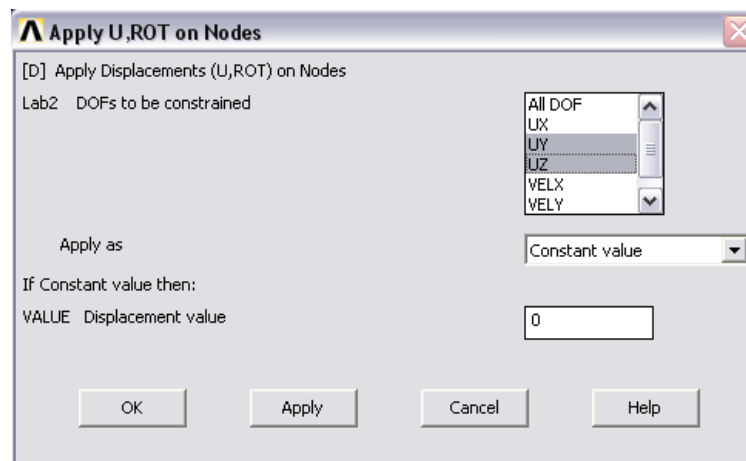 Apply U,ROT on Nodes
[D] Apply Displacements (U,ROT) on Nodes
Lab2 DOFs to be constrained
All DOF
UX
UY
UZ
VELX
VELY
Apply as
Constant value
If Constant value then:
VALUE Displacement value
0
OK Apply Cancel Help